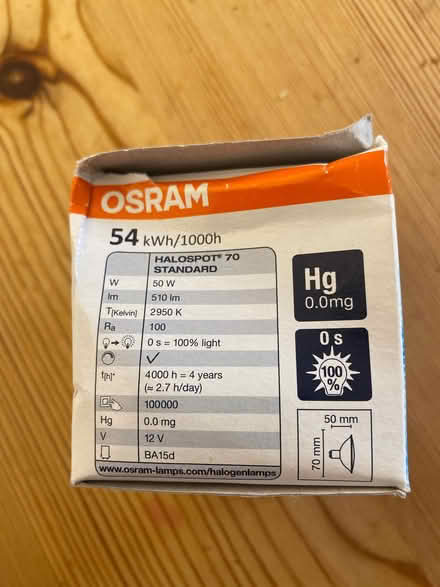 OSRAM
54 kWh/1000h
HALOSPOT® 70
STANDARD
W 50 W
lm 510 lm
T[Kelvin] 2950 K
Ra 100
0 s = 100% light
✓
t[h]* 4000 h = 4 years
(≈ 2.7 h/day)
100000
Hg 0.0 mg
V 12 V
BA15d
www.osram-lamps.com/halogenlamps
Hg
0.0mg
0 s
100
%
50 mm
70 mm